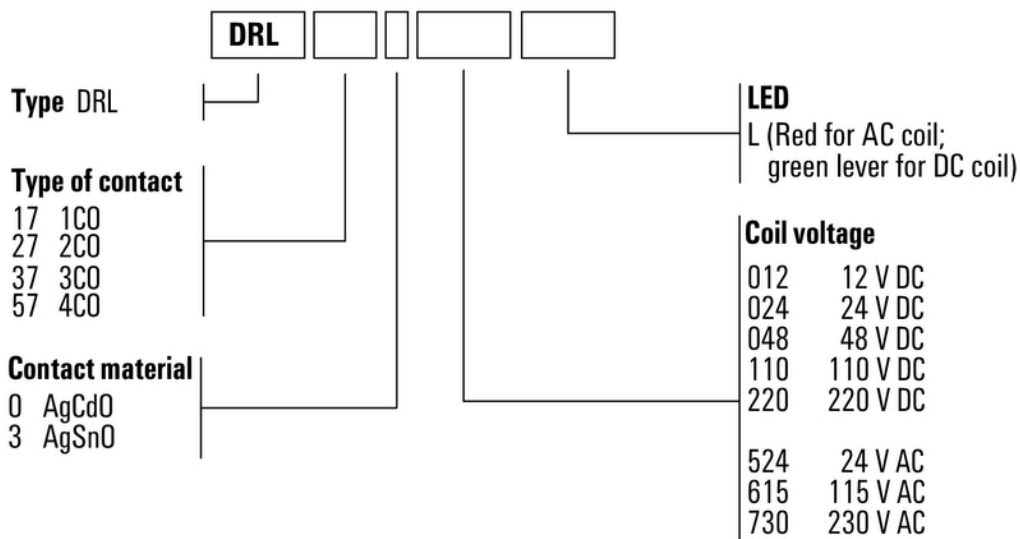 DRL
Type DRL
Type of contact
17 1CO
27 2CO
37 3CO
57 4CO
Contact material
0 AgCdO
3 AgSnO
LED
L (Red for AC coil;
green lever for DC coil)
Coil voltage
012 12 V DC
024 24 V DC
048 48 V DC
110 110 V DC
220 220 V DC
524 24 V AC
615 115 V AC
730 230 V AC